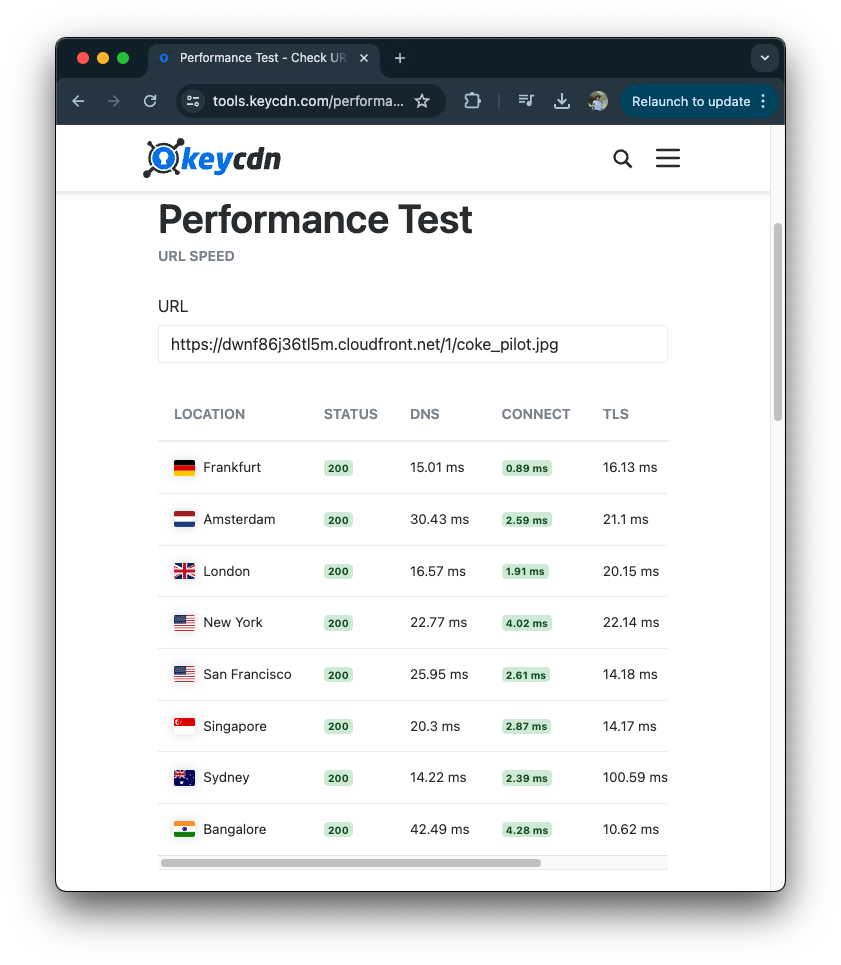 Performance Test - Check UR
tools.keycdn.com/performa...
Relaunch to update
keycdn
Performance Test
URL SPEED
URL
https://dwnf86j36tl5m.cloudfront.net/1/coke_pilot.jpg
LOCATION STATUS DNS CONNECT TLS
Frankfurt 200 15.01 ms 0.89 ms 16.13 ms
Amsterdam 200 30.43 ms 2.59 ms 21.1 ms
London 200 16.57 ms 1.91 ms 20.15 ms
New York 200 22.77 ms 4.02 ms 22.14 ms
San Francisco 200 25.95 ms 2.61 ms 14.18 ms
Singapore 200 20.3 ms 2.87 ms 14.17 ms
Sydney 200 14.22 ms 2.39 ms 100.59 ms
Bangalore 200 42.49 ms 4.28 ms 10.62 ms